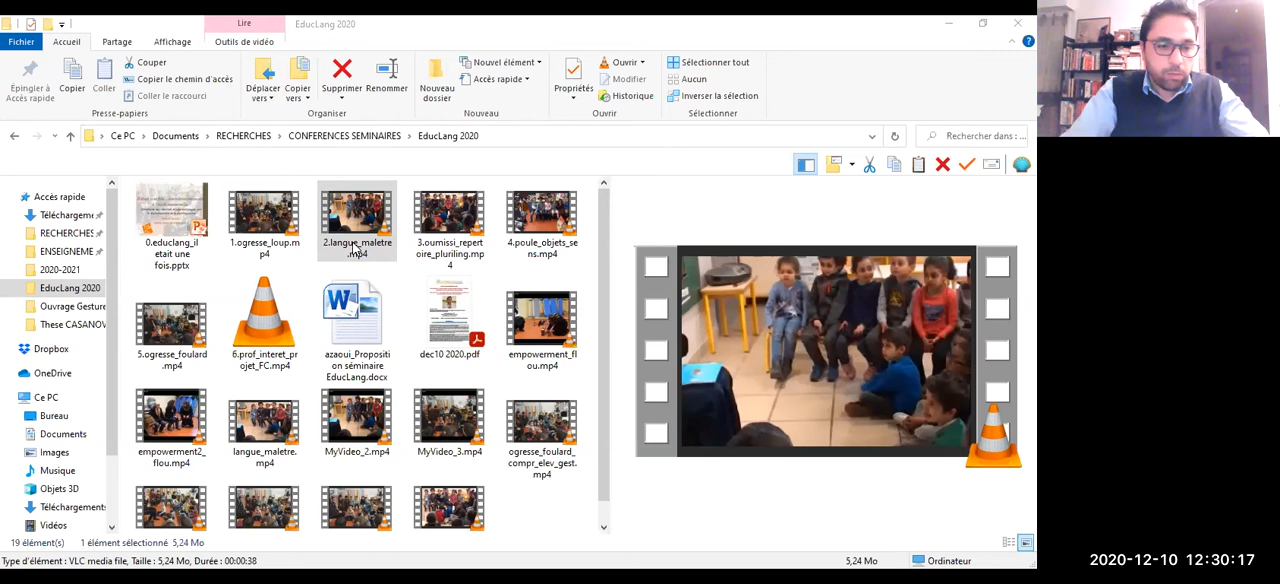 Lire
EducLang 2020
Fichier
Accueil
Partage
Affichage
Outils de vidéo
Épingler à
Accès rapide
Copier
Coller
Couper
Copier le chemin d'accès
Coller le raccourci
Presse-papiers
Déplacer
vers
Copier
vers
Supprimer
Renommer
Organiser
Nouveau
dossier
Nouvel élément
Accès rapide
Nouveau
Propriétés
Ouvrir
Modifier
Historique
Ouvrir
Sélectionner tout
Aucun
Inverser la sélection
Sélectionner
Ce PC > Documents > RECHERCHES > CONFERENCES SEMINAIRES > EducLang 2020
Rechercher dans : ...
Accès rapide
Téléchargeme
RECHERCHES
ENSEIGNEME
2020-2021
EducLang 2020
Ouvrage Gesture
These CASANOV
Dropbox
OneDrive
Ce PC
Bureau
Documents
Images
Musique
Objets 3D
Téléchargements
Vidéos
0.educlang_il
etait une
fois.pptx
1.ogresse_loup.m
p4
2.langue_maletre
.mp4
3.oumissi_repert
oire_pluriling.mp
4
4.poule_objets_se
ns.mp4
5.ogresse_foulard
.mp4
6.prof_interet_pr
ojet_FC.mp4
azaoui_Propositi
on séminaire
EducLang.docx
dec10 2020.pdf
empowerment_fl
ou.mp4
empowerment2_
flou.mp4
langue_maletre.
mp4
MyVideo_2.mp4
MyVideo_3.mp4
ogresse_foulard_
compr_elev_gest.
mp4
19 élément(s)
1 élément sélectionné 5,24 Mo
Type d'élément : VLC media file, Taille : 5,24 Mo, Durée : 00:00:38
5,24 Mo
Ordinateur
2020-12-10 12:30:17